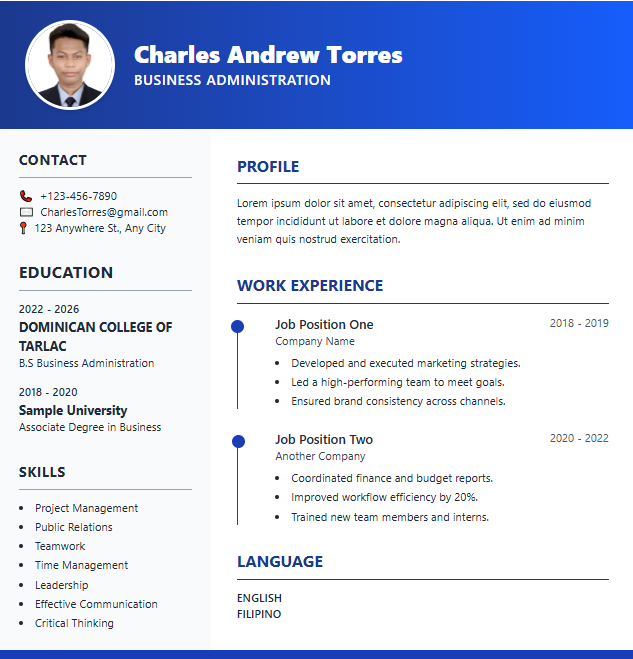 Charles Andrew Torres
BUSINESS ADMINISTRATION
CONTACT
+123-456-7890
CharlesTorres@gmail.com
123 Anywhere St., Any City
EDUCATION
2022 - 2026
DOMINICAN COLLEGE OF
TARLAC
B.S Business Administration
2018 - 2020
Sample University
Associate Degree in Business
SKILLS
• Project Management
• Public Relations
• Teamwork
• Time Management
• Leadership
• Effective Communication
• Critical Thinking
PROFILE
Lorem ipsum dolor sit amet, consectetur adipiscing elit, sed do eiusmod
tempor incididunt ut labore et dolore magna aliqua. Ut enim ad minim
veniam quis nostrud exercitation.
WORK EXPERIENCE
Job Position One 2018 - 2019
Company Name
• Developed and executed marketing strategies.
• Led a high-performing team to meet goals.
• Ensured brand consistency across channels.
Job Position Two 2020 - 2022
Another Company
• Coordinated finance and budget reports.
• Improved workflow efficiency by 20%.
• Trained new team members and interns.
LANGUAGE
ENGLISH
FILIPINO